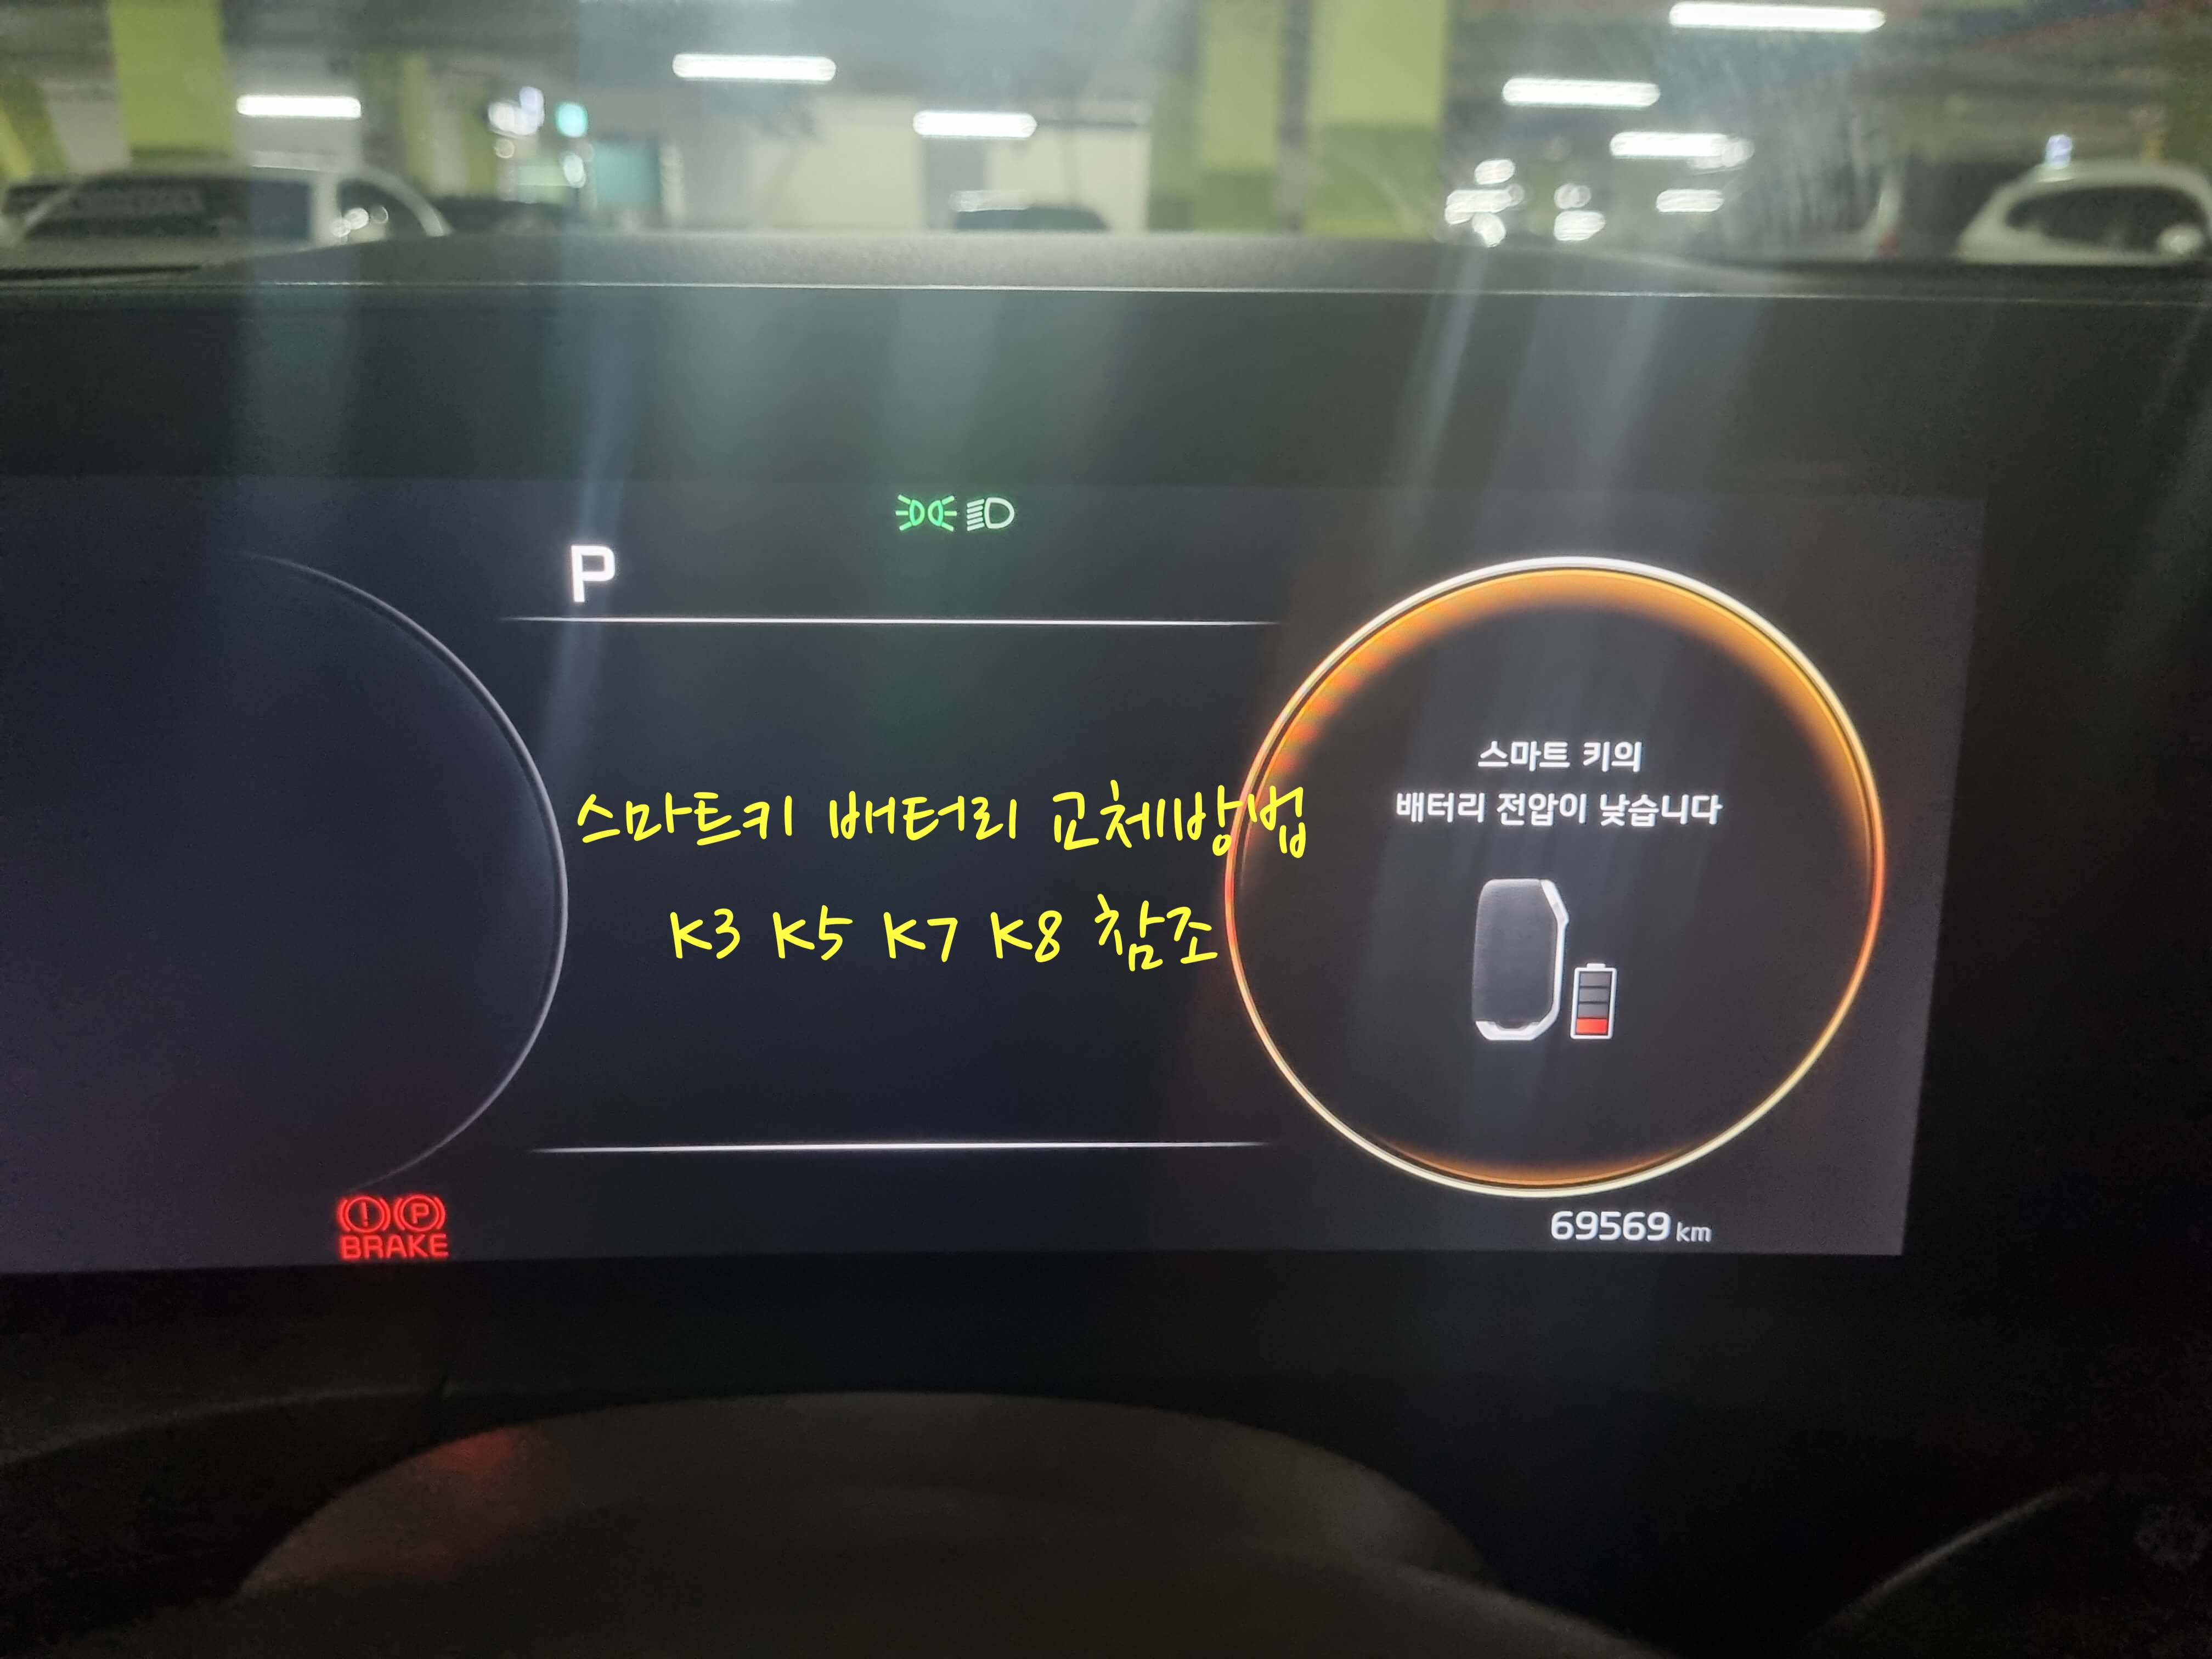 P
스마트 키의
배터리 전압이 낮습니다
스마트키 배터리 교체방법
K3 K5 K7 K8 참조
(!) (P)
BRAKE
69569 km